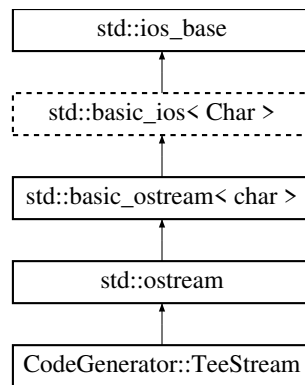 std::ios_base
std::basic_ios< Char >
std::basic_ostream< char >
std::ostream
CodeGenerator::TeeStream